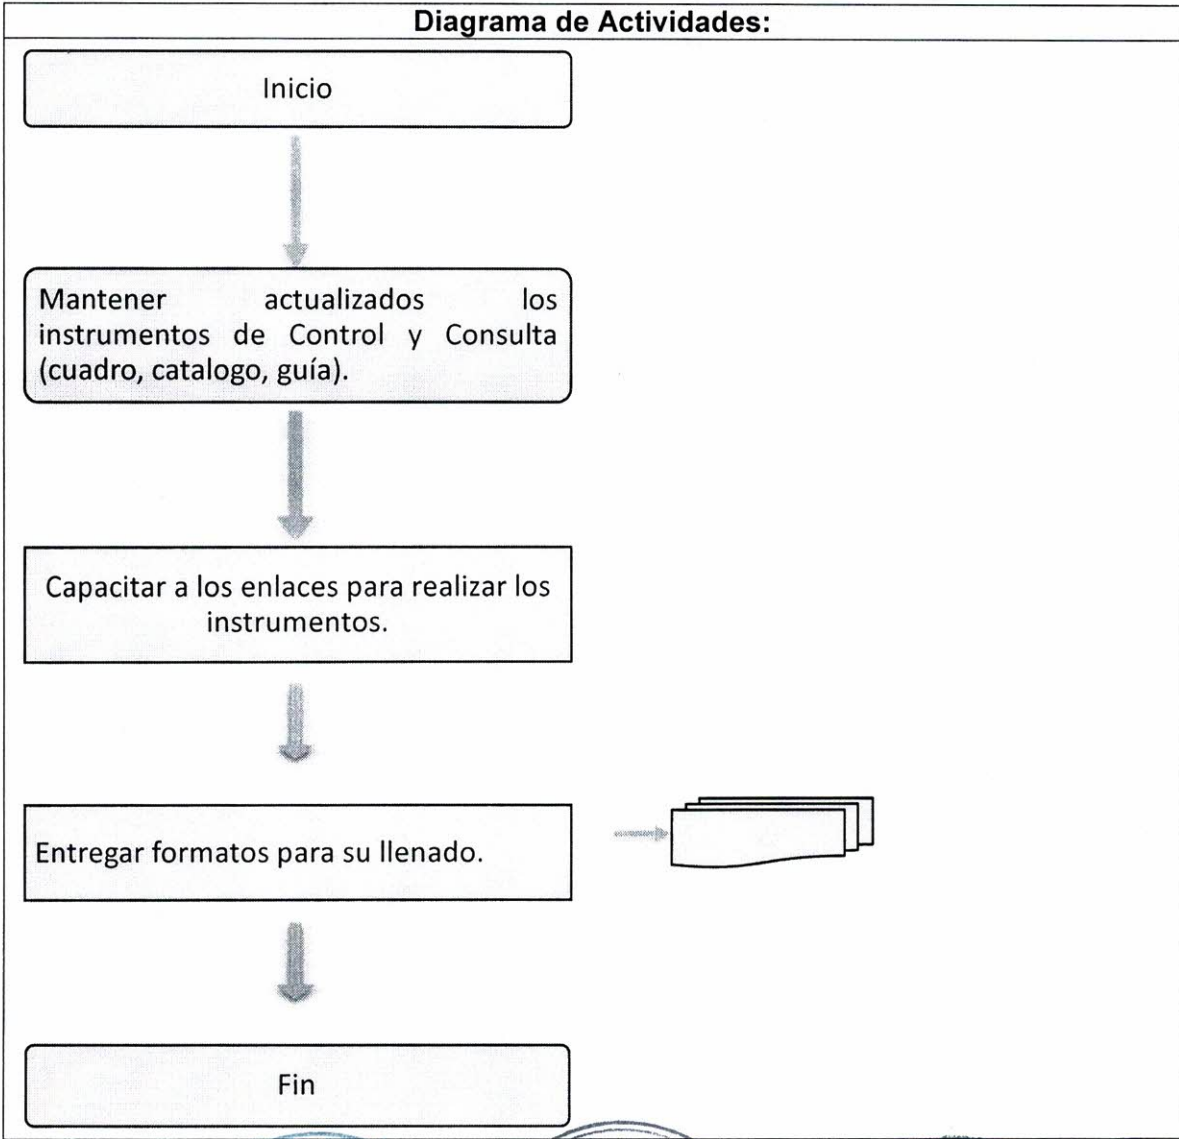 Diagrama de Actividades:
Inicio
Mantener actualizados los
instrumentos de Control y Consulta
(cuadro, catalogo, guía).
Capacitar a los enlaces para realizar los
instrumentos.
Entregar formatos para su llenado.
Fin